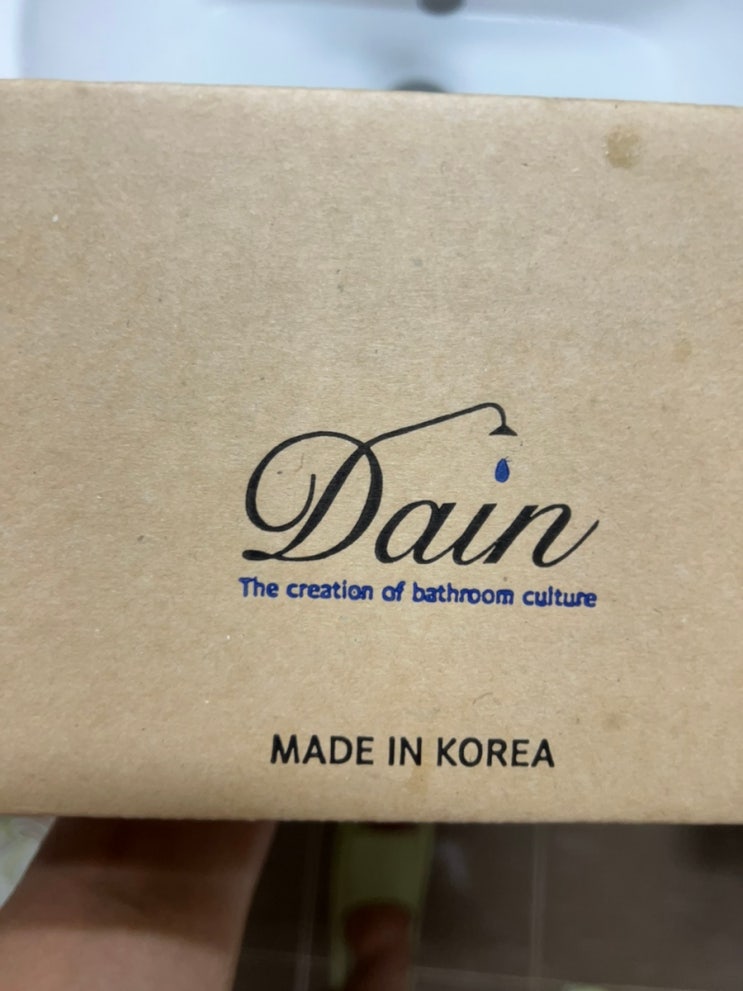 Dain
The creation of bathroom culture
MADE IN KOREA